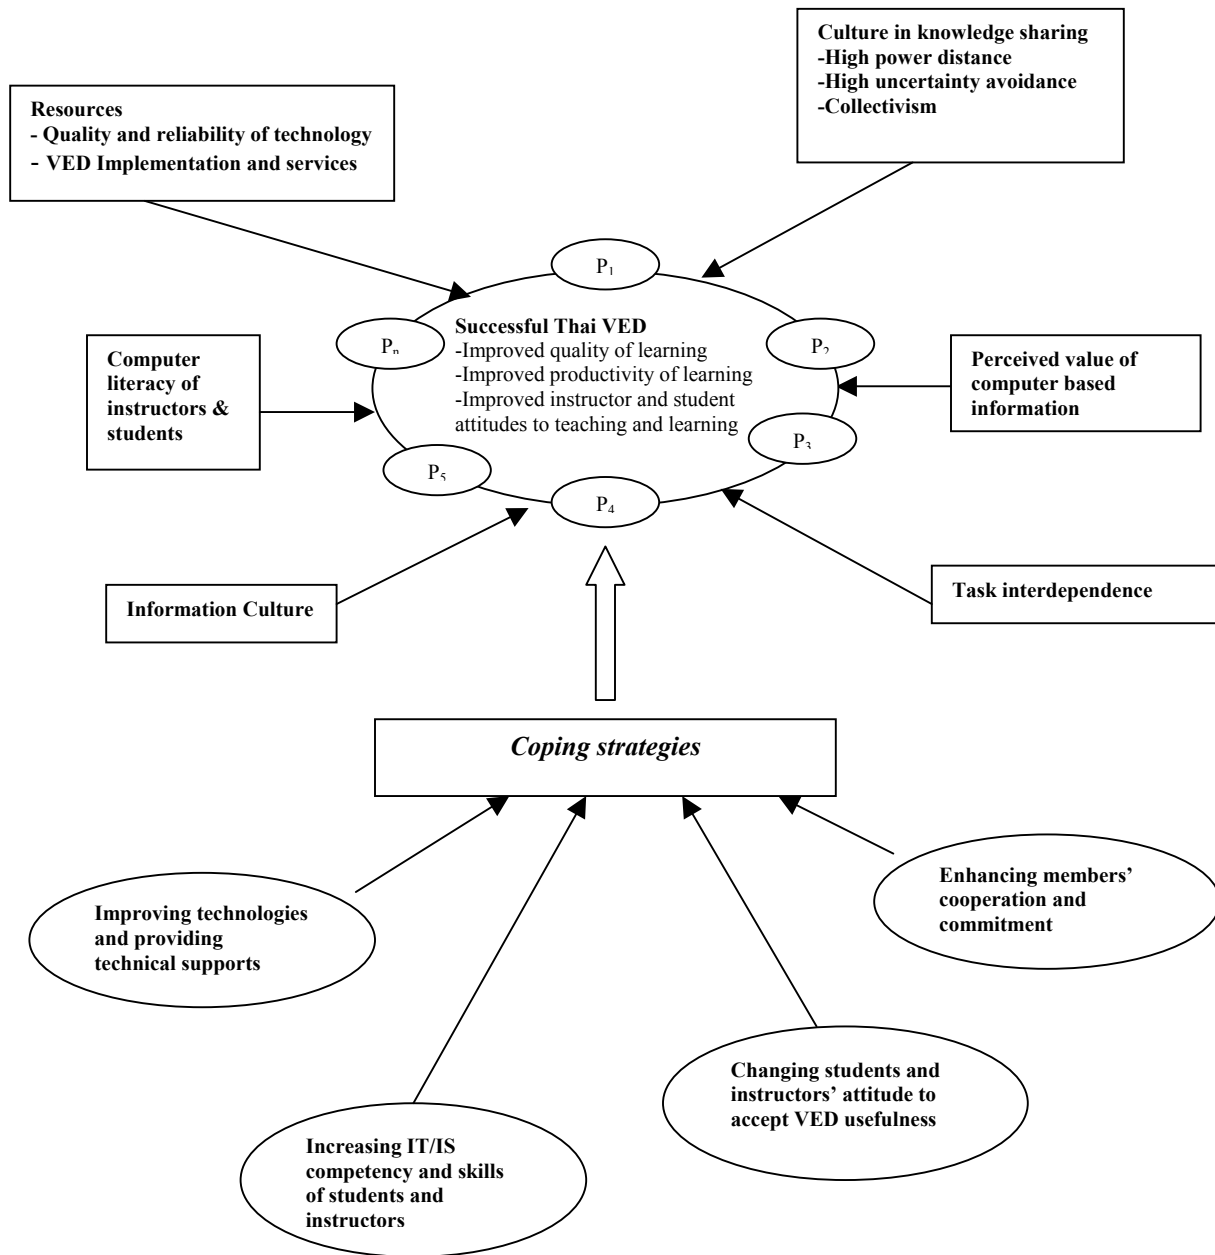 Culture in knowledge sharing
-High power distance
-High uncertainty avoidance
-Collectivism
Resources
- Quality and reliability of technology
- VED Implementation and services
P1
Successful Thai VED
-Improved quality of learning
-Improved productivity of learning
-Improved instructor and student
attitudes to teaching and learning
Pn
P2
Computer
literacy of
instructors &
students
Perceived value of
computer based
information
P3
P5
P4
Information Culture
Task interdependence
Coping strategies
Enhancing members’
cooperation and
commitment
Improving technologies
and providing
technical supports
Changing students and
instructors’ attitude to
accept VED usefulness
Increasing IT/IS
competency and skills
of students and
instructors